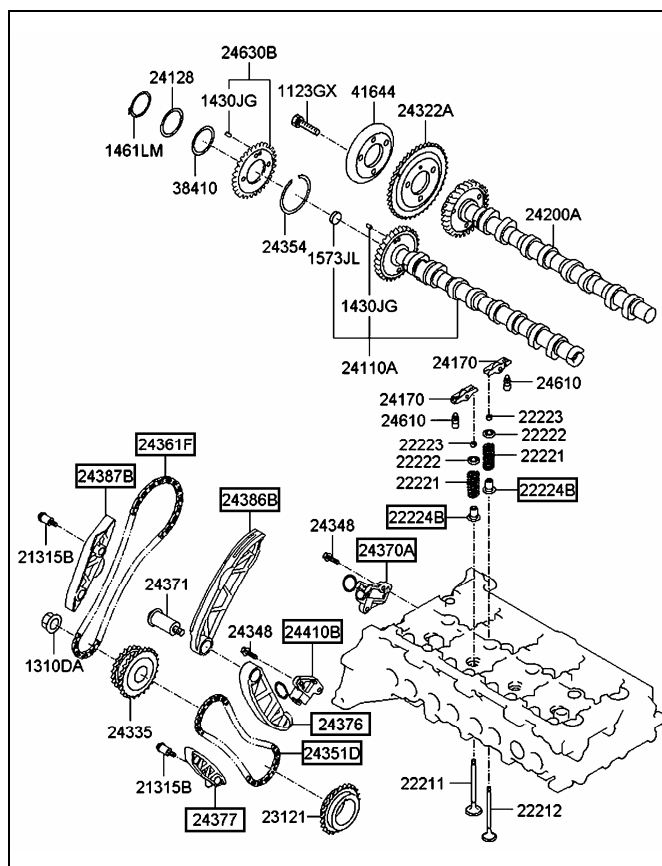 24630B
24128
1123GX
41644
24322A
1430JG
1461LM
38410
24200A
24354
1573JL
1430JG
24110A
24170
24170
24610
24610
22223
22223
22222
22222
22221
22221
22224B
22224B
24361F
24387B
24386B
24348
24370A
21315B
24371
24348
24410B
1310DA
24335
24376
24351D
21315B
24377
23121
22211
22212